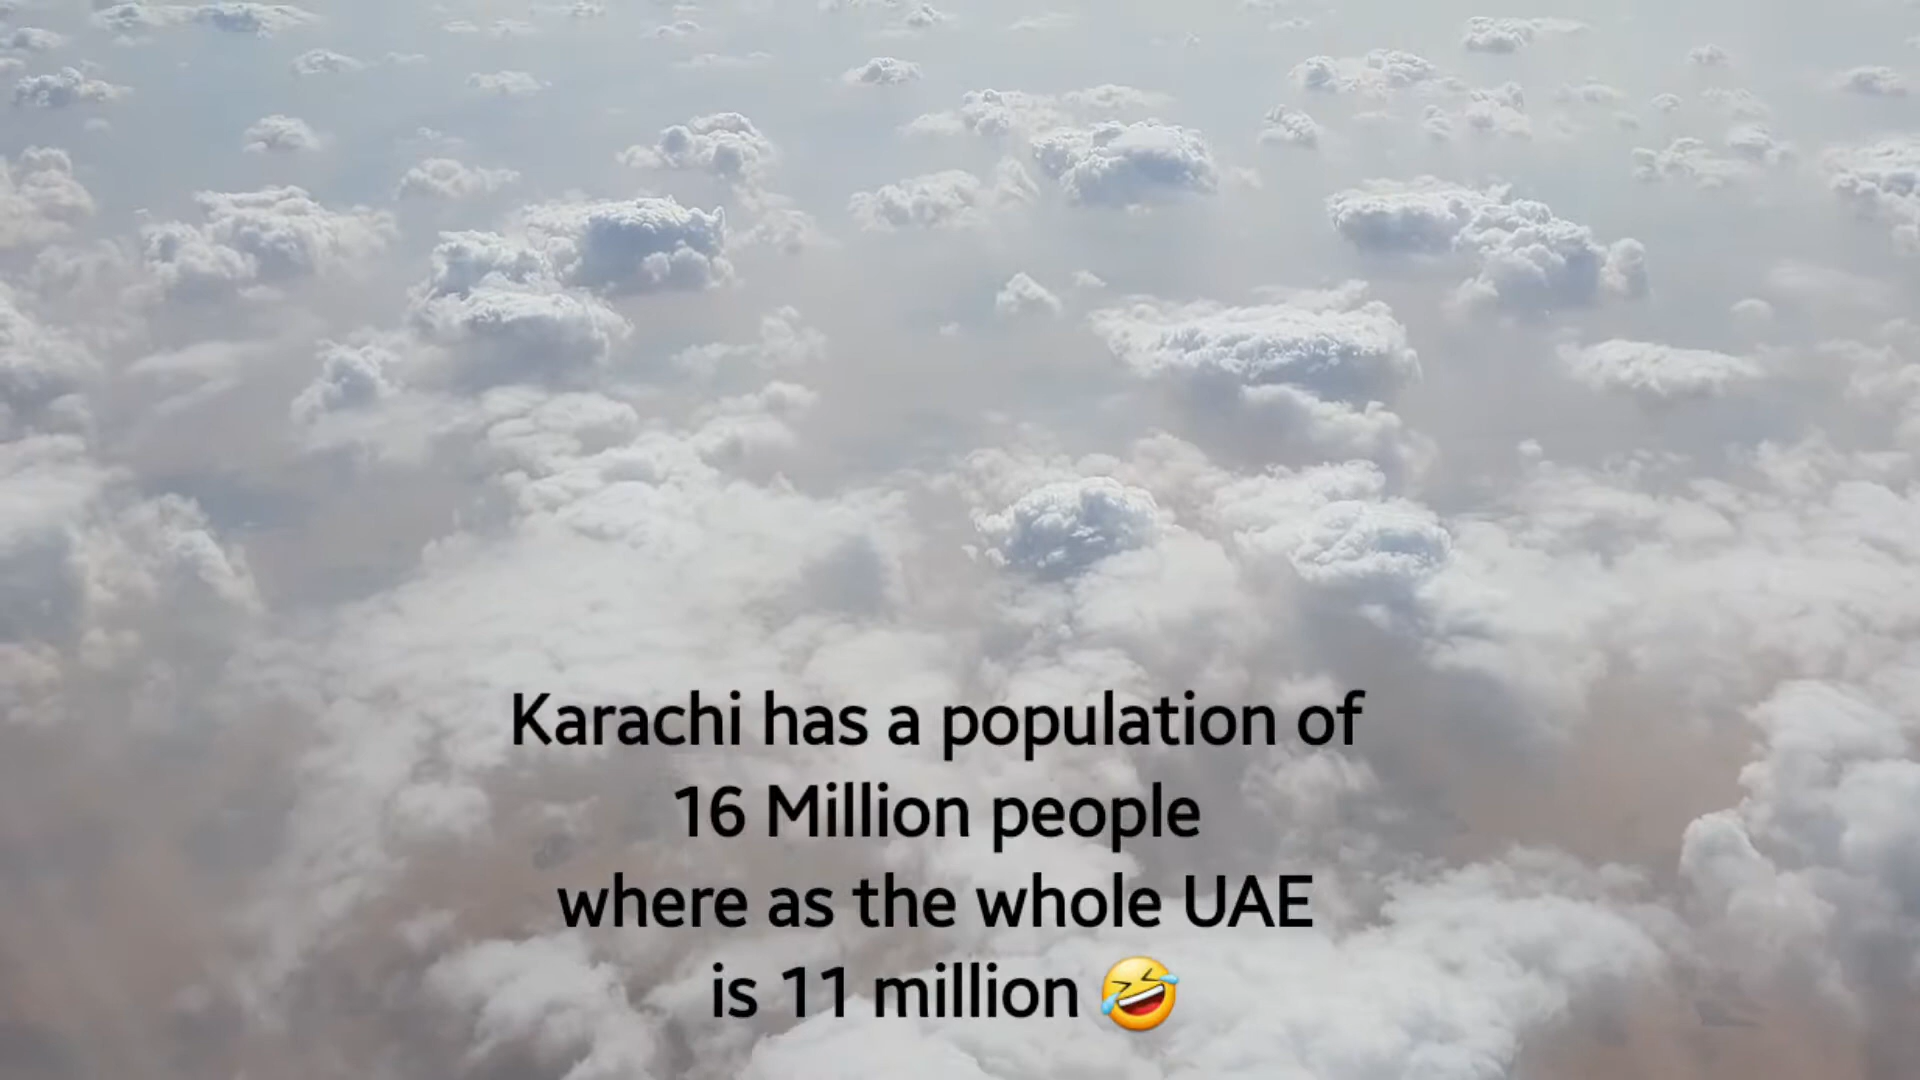 Karachi has a population of
16 Million people
where as the whole UAE
is 11 million 🤣